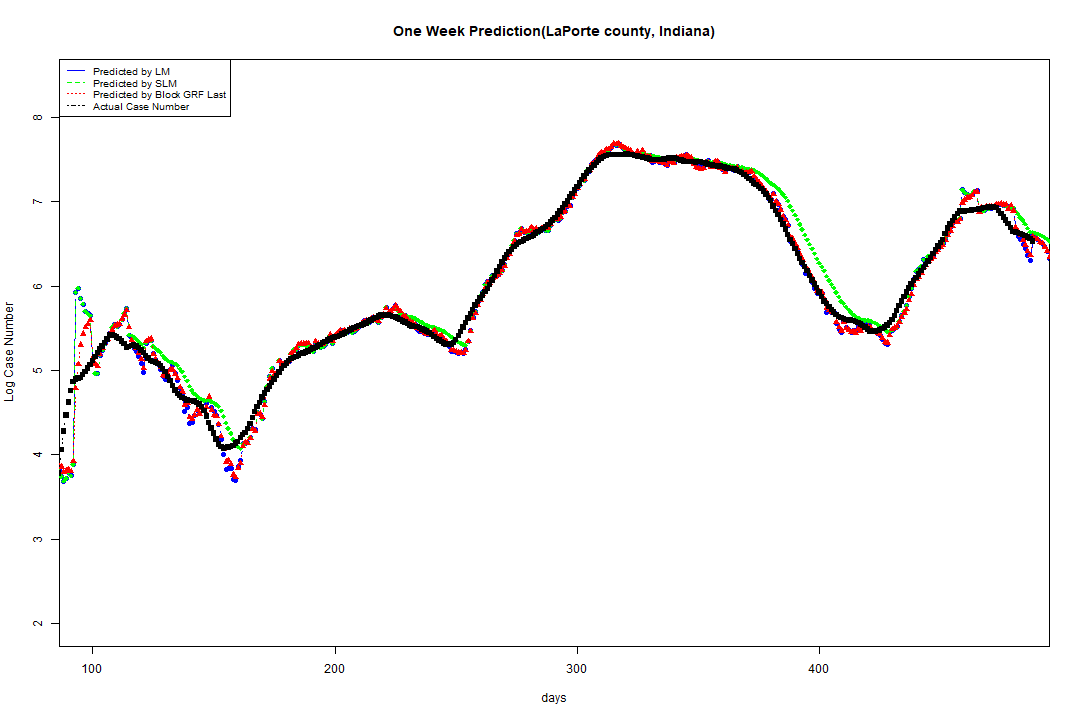 One Week Prediction(LaPorte county, Indiana)
Predicted by LM
Predicted by SLM
Predicted by Block GRF Last
Actual Case Number
Log Case Number
8
7
6
5
4
3
2
100 200 300 400
days